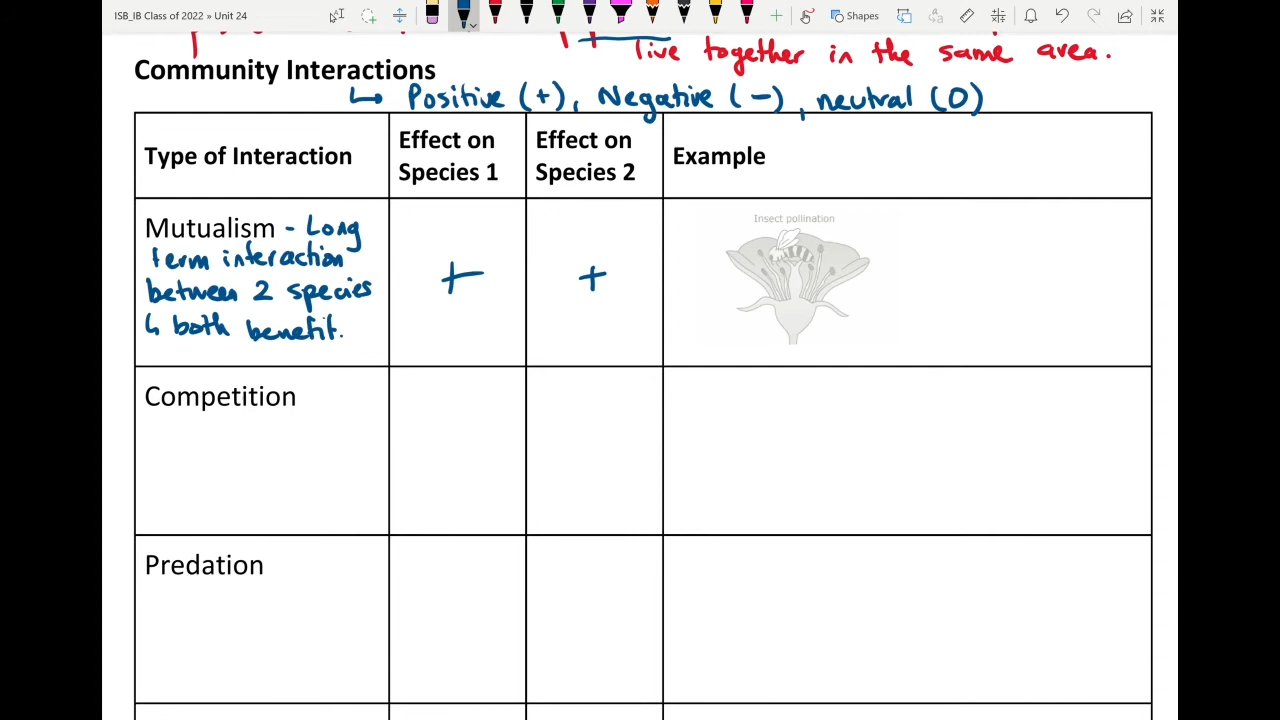 ISB_IB Class of 2022 » Unit 24
Shapes
live together in the same area.
Community Interactions
↳ Positive (+), Negative (-), neutral (0)
Type of Interaction
Effect on
Species 1
Effect on
Species 2
Example
Mutualism - Long
term interaction
between 2 species
↳ both benefit.
+
+
Insect pollination
Competition
Predation